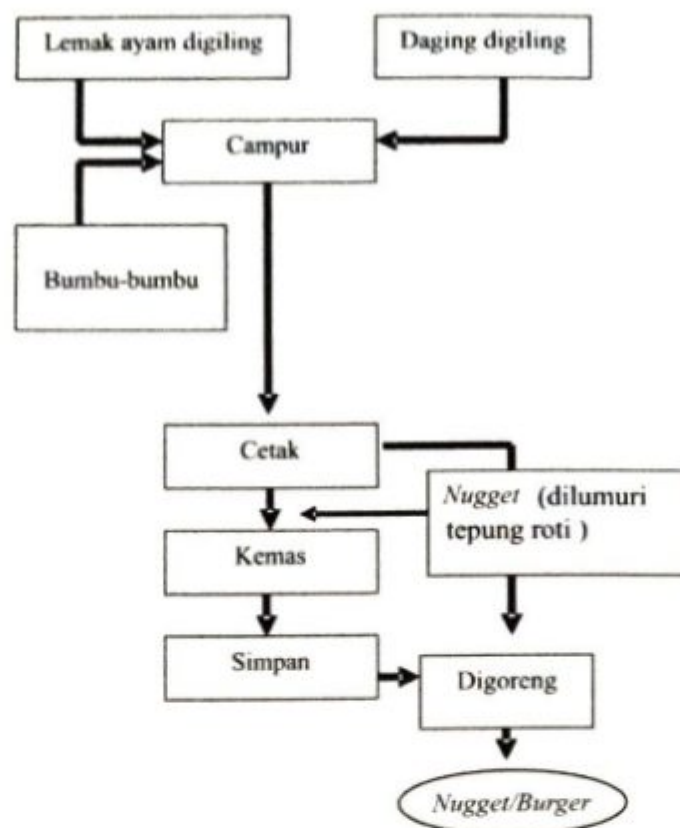 Lemak ayam digiling
Daging digiling
Campur
Bumbu-bumbu
Cetak
Nugget (dilumuri
tepung roti )
Kemas
Simpan
Digoreng
Nugget/Burger